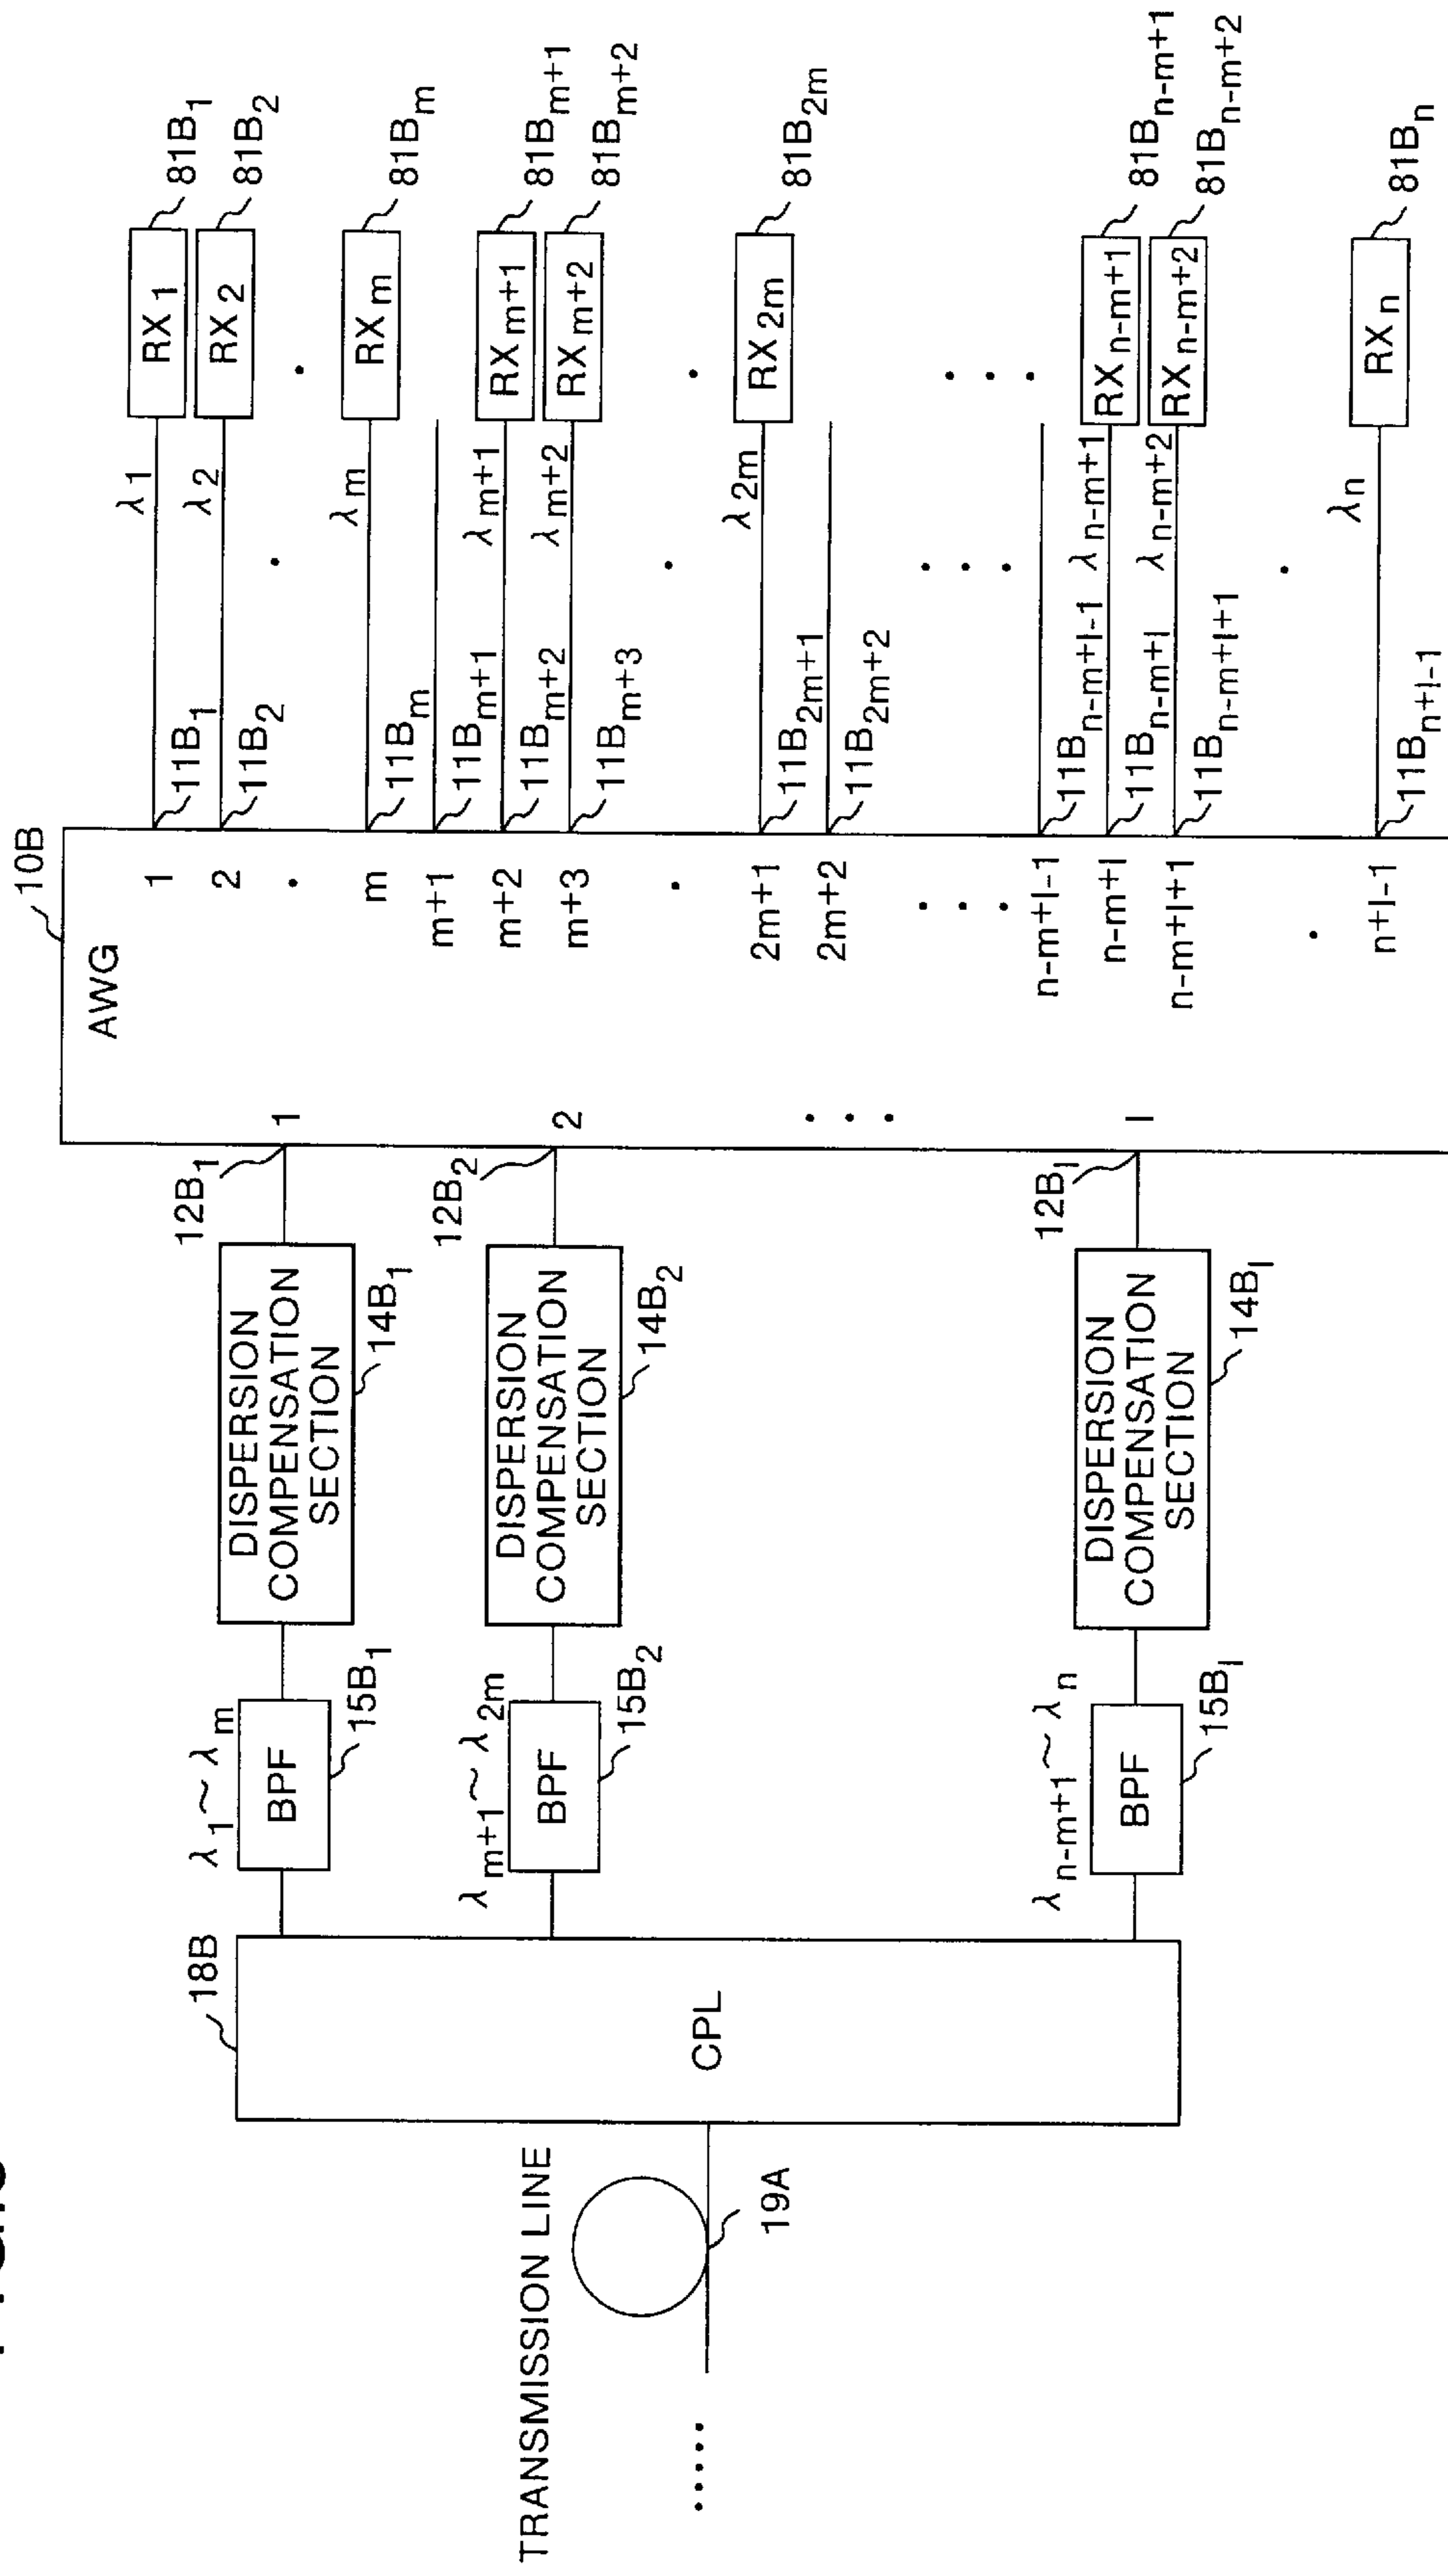 TRANSMISSION LINE
19A
18B
CPL
λ1～λm
BPF
15B1
DISPERSION
COMPENSATION
SECTION
14B1
12B1
λm+1～λ2m
BPF
15B2
DISPERSION
COMPENSATION
SECTION
14B2
12B2
λn-m+1～λn
BPF
15Bl
DISPERSION
COMPENSATION
SECTION
14Bl
12Bl
10B
AWG
1
2
l
1
2
m
m+1
m+2
m+3
2m+1
2m+2
n-m+l-1
n-m+l
n-m+l+1
n+l-1
11B1
11B2
11Bm
11Bm+1
11Bm+2
11Bm+3
11B2m+1
11B2m+2
11Bn-m+l-1
11Bn-m+l
11Bn-m+l+1
11Bn+l-1
λ1
λ2
λm
λm+1
λm+2
λ2m
λn-m+1
λn-m+2
λn
RX1
RX2
RXm
RXm+1
RXm+2
RX2m
RXn-m+1
RXn-m+2
RXn
81B1
81B2
81Bm
81Bm+1
81Bm+2
81B2m
81Bn-m+1
81Bn-m+2
81Bn